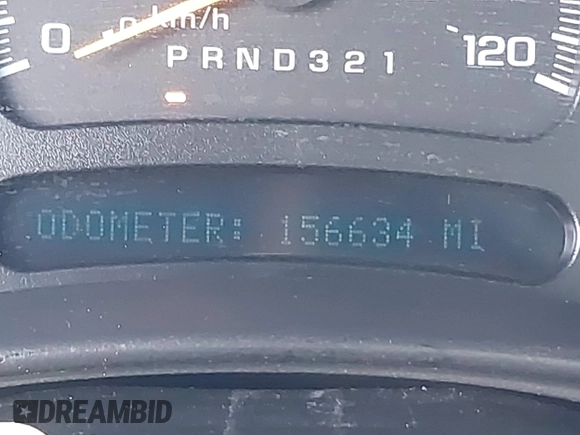 0 km/h 120
PRND321
ODOMETER: 156634 MI
DREAMBID